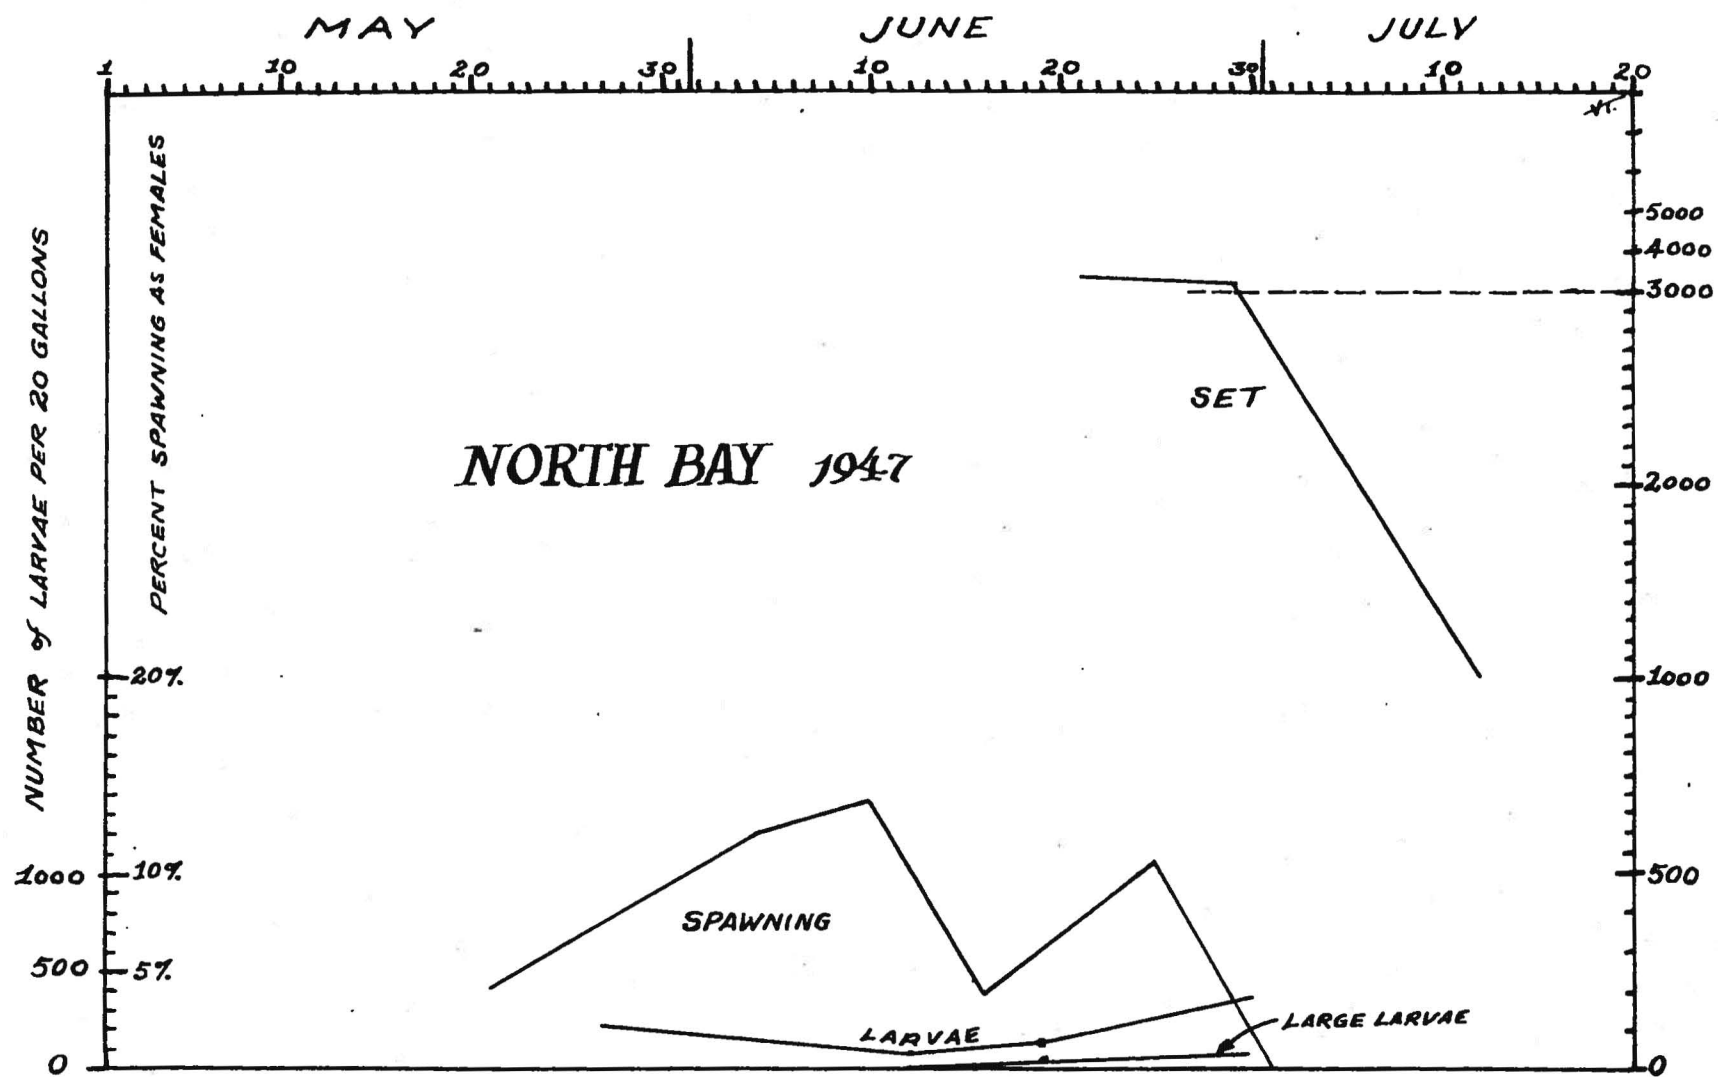 MAY JUNE JULY
1 10 20 30 10 20 30 10 20
NUMBER of LARVAE PER 20 GALLONS
PERCENT SPAWNING AS FEMALES
5000
4000
3000
SET
NORTH BAY 1947
2000
20%
1000
1000
10%
500
SPAWNING
500
5%
LARVAE
LARGE LARVAE
0
0